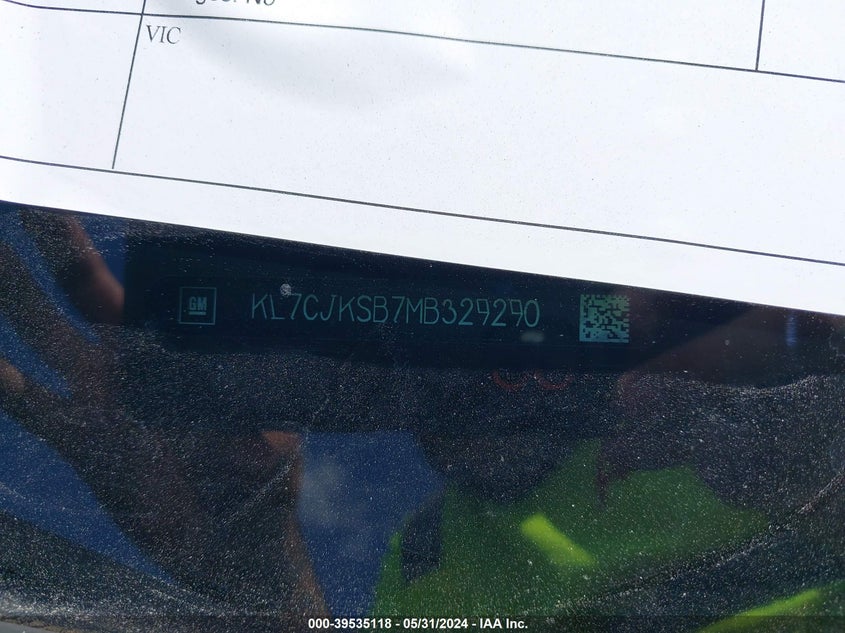 VIC
GM
KL7CJKSB7MB329290
000-39535118 - 05/31/2024 - IAA Inc.